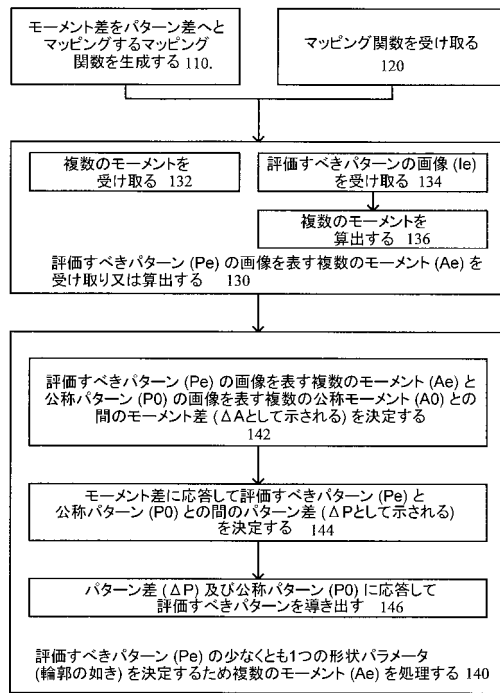 モーメント差をパターン差へと
マッピングするマッピング
関数を生成する 110.
マッピング関数を受け取る
120
複数のモーメントを
受け取る 132
評価すべきパターンの画像 (Ie)
を受け取る 134
複数のモーメントを
算出する 136
評価すべきパターン (Pe) の画像を表す複数のモーメント (Ae) を
受け取り又は算出する 130
評価すべきパターン (Pe) の画像を表す複数のモーメント (Ae) と
公称パターン (P0) の画像を表す複数の公称モーメント (A0) との
間のモーメント差 (ΔAとして示される) を決定する
142
モーメント差に応答して評価すべきパターン (Pe) と
公称パターン (P0) との間のパターン差 (ΔPとして示される)
を決定する 144
パターン差 (ΔP) 及び公称パターン (P0) に応答して
評価すべきパターンを導き出す 146
評価すべきパターン (Pe) の少なくとも1つの形状パラメータ
(輪郭の如き) を決定するため複数のモーメント (Ae) を処理する 140